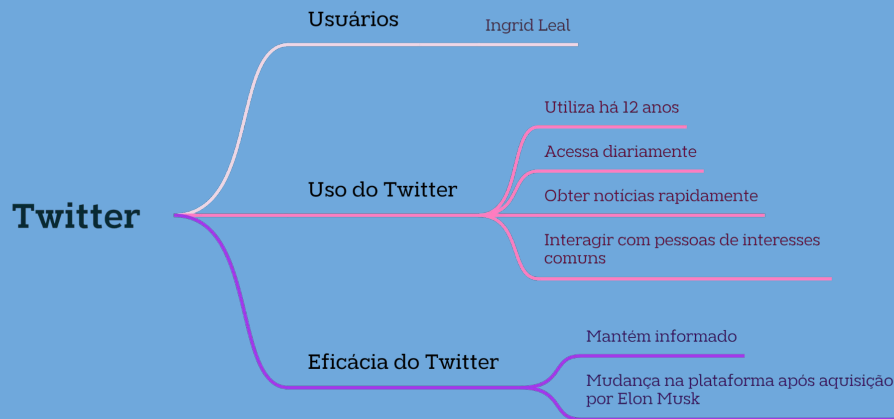 Twitter
Usuários
Ingrid Leal
Uso do Twitter
Utiliza há 12 anos
Acessa diariamente
Obter notícias rapidamente
Interagir com pessoas de interesses
comuns
Eficácia do Twitter
Mantém informado
Mudança na plataforma após aquisição
por Elon Musk